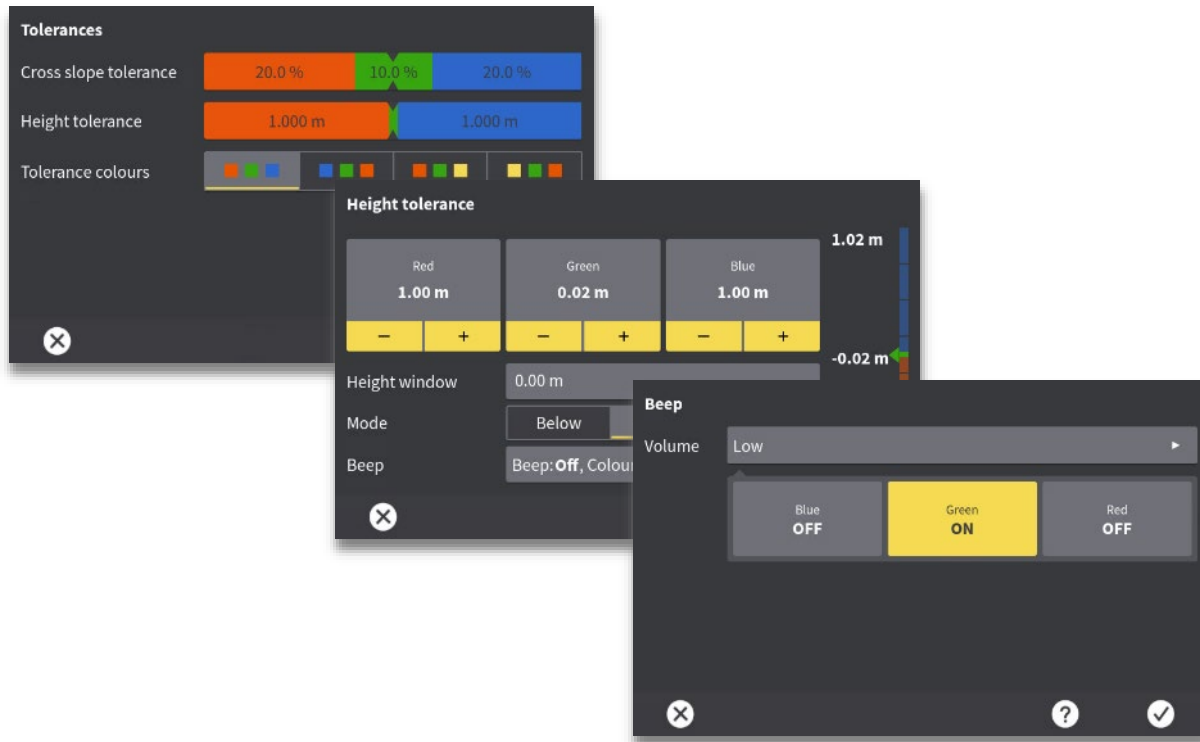 Tolerances
Cross slope tolerance 20.0 % 10.0 % 20.0 %
Height tolerance 1.000 m 1.000 m
Tolerance colours
Height tolerance
Red Green Blue
1.00 m 0.02 m 1.00 m
1.02 m
- + - + - +
-0.02 m
Height window 0.00 m
Mode Below
Beep Beep:Off, Colou
Beep
Volume Low
Blue Green Red
OFF ON OFF
?